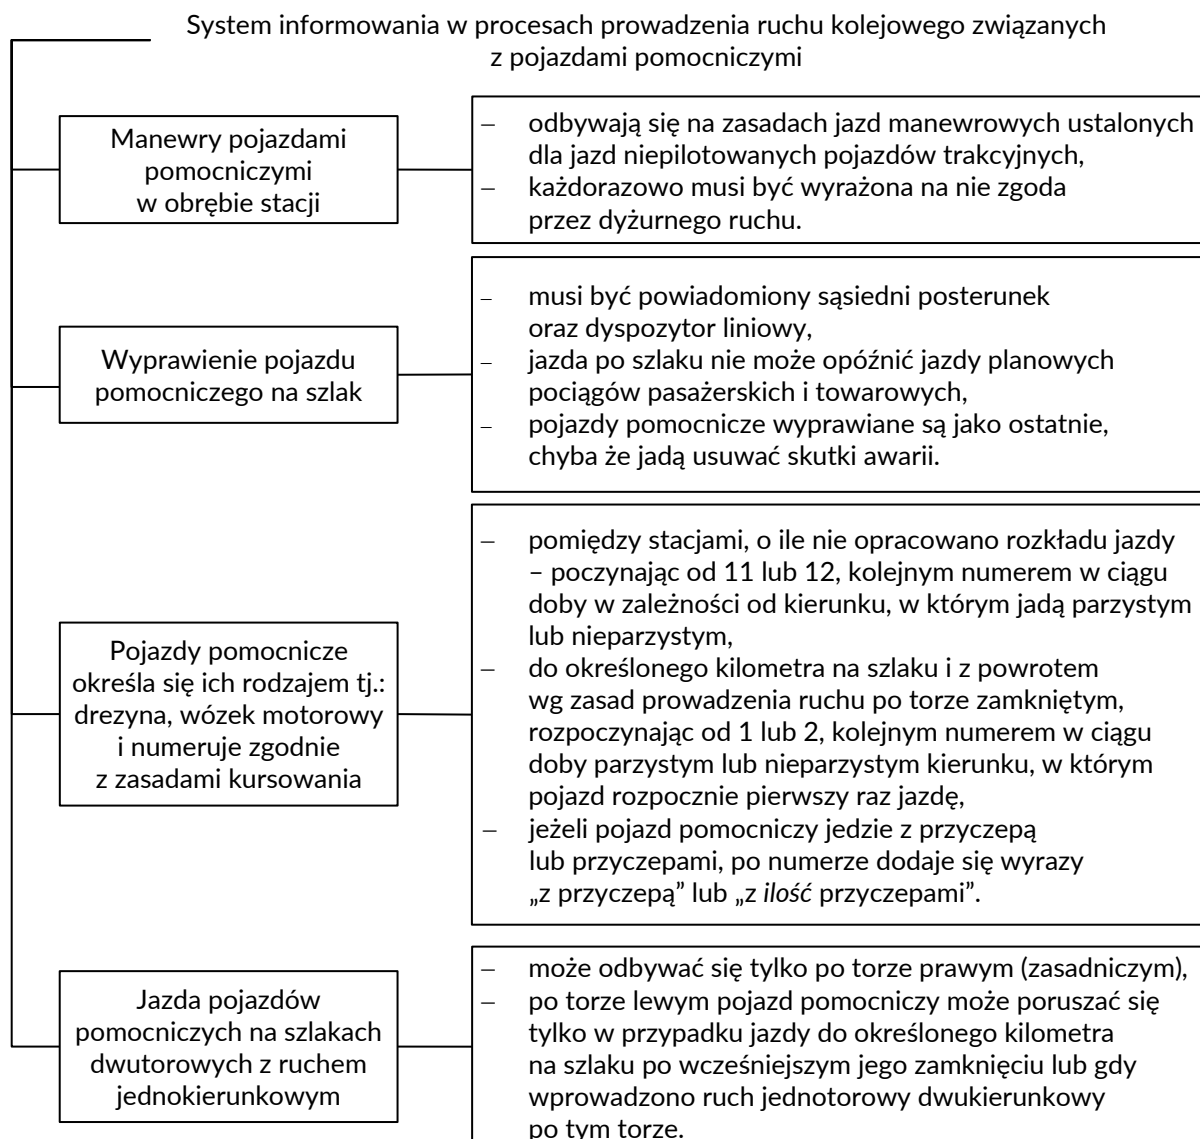 System informowania w procesach prowadzenia ruchu kolejowego związanych
z pojazdami pomocniczymi
Manewry pojazdami
pomocniczymi
w obrębie stacji
– odbywają się na zasadach jazd manewrowych ustalonych
dla jazd niepilotowanych pojazdów trakcyjnych,
– każdorazowo musi być wyrażona na nie zgoda
przez dyżurnego ruchu.
Wyprawienie pojazdu
pomocniczego na szlak
– musi być powiadomiony sąsiedni posterunek
oraz dyspozytor liniowy,
– jazda po szlaku nie może opóźnić jazdy planowych
pociągów pasażerskich i towarowych,
– pojazdy pomocnicze wyprawiane są jako ostatnie,
chyba że jadą usuwać skutki awarii.
Pojazdy pomocnicze
określa się ich rodzajem tj.:
drezyna, wózek motorowy
i numeruje zgodnie
z zasadami kursowania
– pomiędzy stacjami, o ile nie opracowano rozkładu jazdy
– poczynając od 11 lub 12, kolejnym numerem w ciągu
doby w zależności od kierunku, w którym jadą parzystym
lub nieparzystym,
– do określonego kilometra na szlaku i z powrotem
wg zasad prowadzenia ruchu po torze zamkniętym,
rozpoczynając od 1 lub 2, kolejnym numerem w ciągu
doby parzystym lub nieparzystym kierunku, w którym
pojazd rozpocznie pierwszy raz jazdę,
– jeżeli pojazd pomocniczy jedzie z przyczepą
lub przyczepami, po numerze dodaje się wyrazy
„z przyczepą” lub „z ilość przyczepami”.
Jazda pojazdów
pomocniczych na szlakach
dwutorowych z ruchem
jednokierunkowym
– może odbywać się tylko po torze prawym (zasadniczym),
– po torze lewym pojazd pomocniczy może poruszać się
tylko w przypadku jazdy do określonego kilometra
na szlaku po wcześniejszym jego zamknięciu lub gdy
wprowadzono ruch jednotorowy dwukierunkowy
po tym torze.